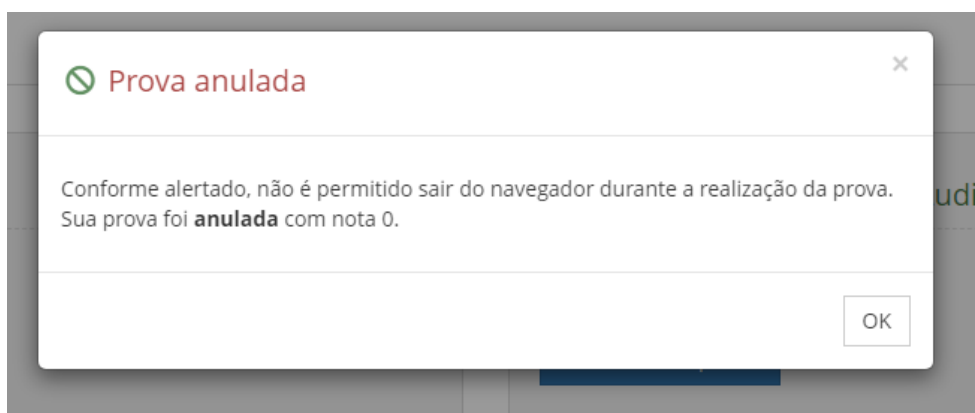 Prova anulada
×
Conforme alertado, não é permitido sair do navegador durante a realização da prova.
Sua prova foi anulada com nota 0.
udi
OK